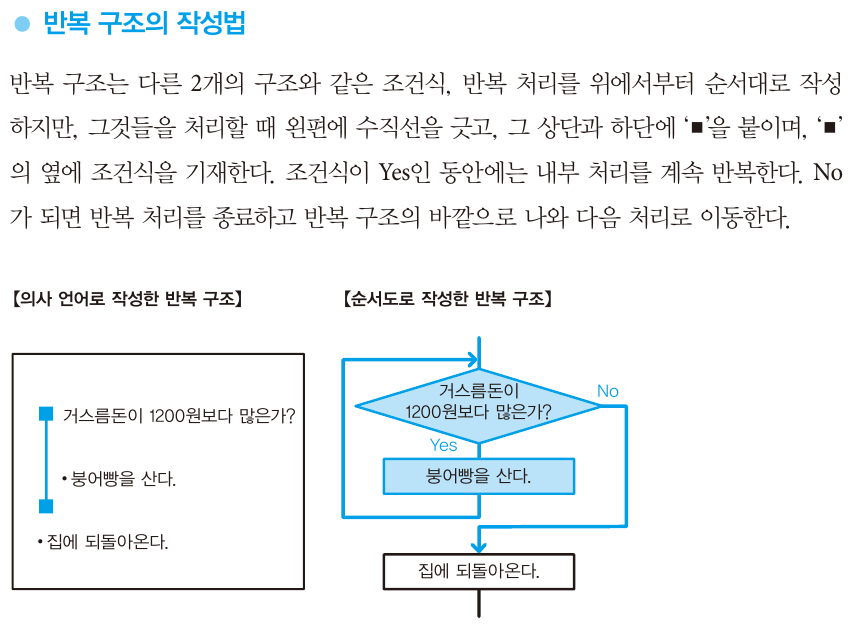 ● 반복 구조의 작성법
반복 구조는 다른 2개의 구조와 같은 조건식, 반복 처리를 위에서부터 순서대로 작성
하지만, 그것들을 처리할 때 왼편에 수직선을 긋고, 그 상단과 하단에 ‘■’을 붙이며, ‘■’
의 옆에 조건식을 기재한다. 조건식이 Yes인 동안에는 내부 처리를 계속 반복한다. No
가 되면 반복 처리를 종료하고 반복 구조의 바깥으로 나와 다음 처리로 이동한다.
【의사 언어로 작성한 반복 구조】
거스름돈이 1200원보다 많은가?
• 붕어빵을 산다.
• 집에 되돌아온다.
【순서도로 작성한 반복 구조】
거스름돈이
1200원보다 많은가?
No
Yes
붕어빵을 산다.
집에 되돌아온다.